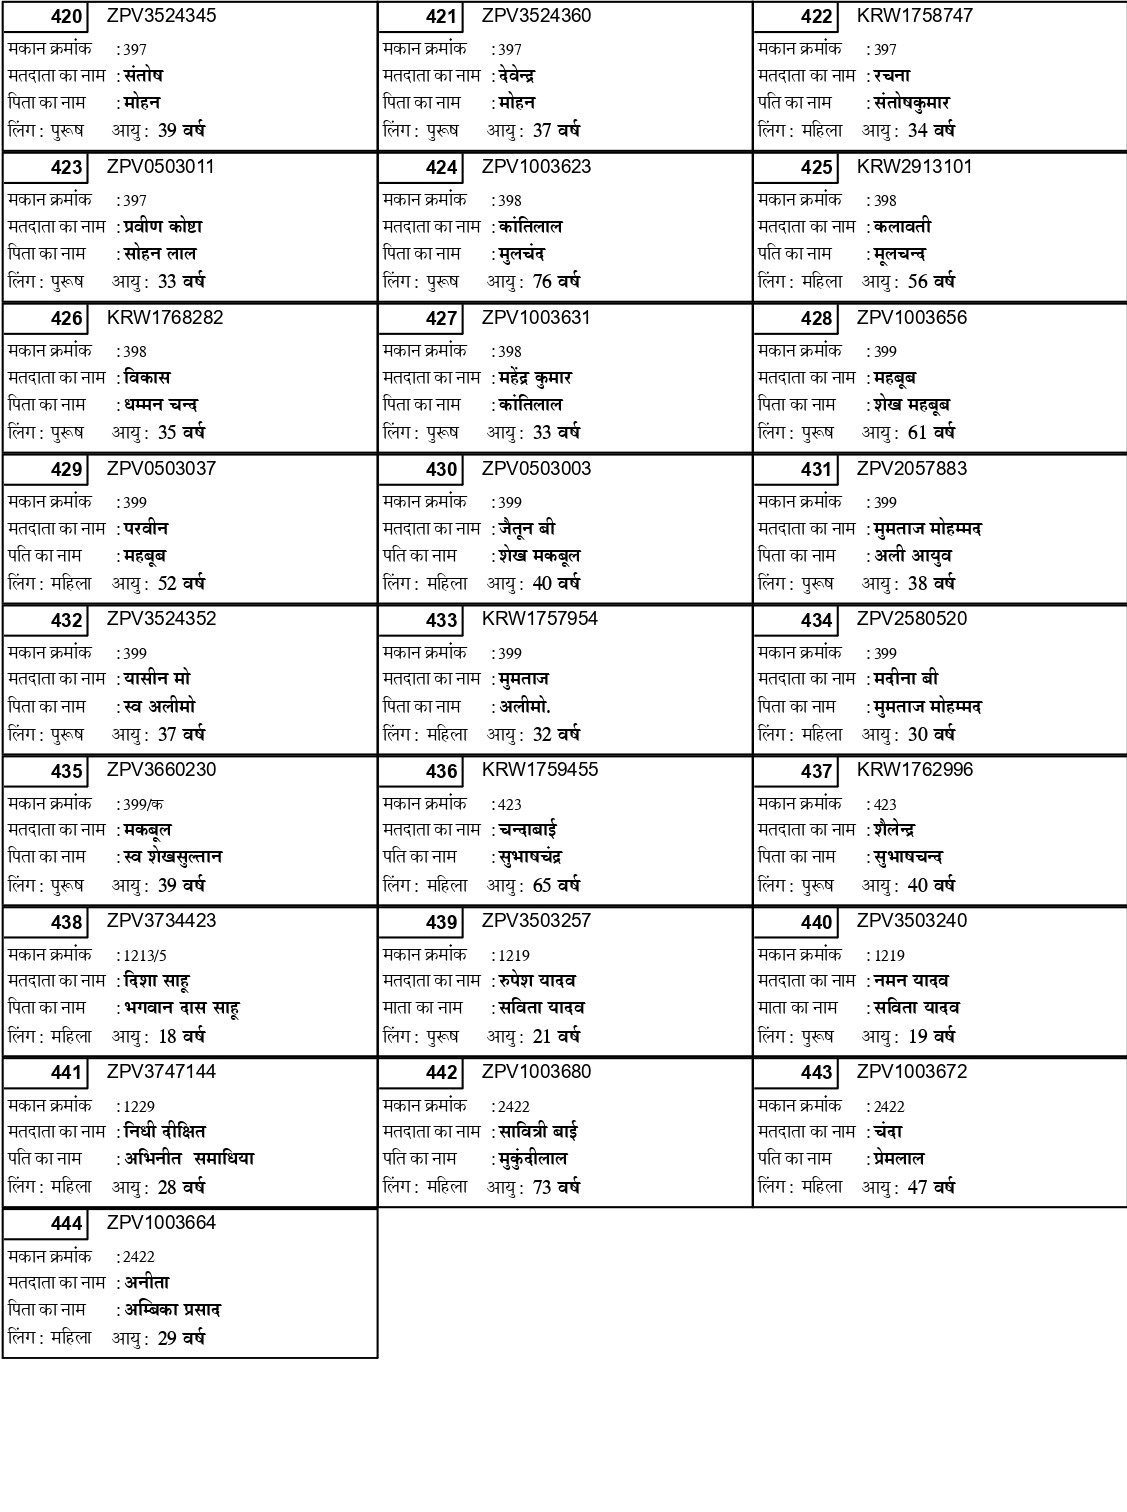 420 ZPV3524345
मकान क्रमांक :397
मतदाता का नाम :संतोष
पिता का नाम :मोहन
लिंग: पुरूष आयु: 39 वर्ष
421 ZPV3524360
मकान क्रमांक :397
मतदाता का नाम :देवेन्द्र
पिता का नाम :मोहन
लिंग: पुरूष आयु: 37 वर्ष
422 KRW1758747
मकान क्रमांक :397
मतदाता का नाम :रचना
पति का नाम :संतोषकुमार
लिंग: महिला आयु: 34 वर्ष
423 ZPV0503011
मकान क्रमांक :397
मतदाता का नाम :प्रवीण कोष्टा
पिता का नाम :सोहन लाल
लिंग: पुरूष आयु: 33 वर्ष
424 ZPV1003623
मकान क्रमांक :398
मतदाता का नाम :कांतिलाल
पिता का नाम :मुलचंद
लिंग: पुरूष आयु: 76 वर्ष
425 KRW2913101
मकान क्रमांक :398
मतदाता का नाम :कलावती
पति का नाम :मूलचन्द
लिंग: महिला आयु: 56 वर्ष
426 KRW1768282
मकान क्रमांक :398
मतदाता का नाम :विकास
पिता का नाम :धम्मन चन्द
लिंग: पुरूष आयु: 35 वर्ष
427 ZPV1003631
मकान क्रमांक :398
मतदाता का नाम :महेंद्र कुमार
पिता का नाम :कांतिलाल
लिंग: पुरूष आयु: 33 वर्ष
428 ZPV1003656
मकान क्रमांक :399
मतदाता का नाम :महबूब
पिता का नाम :शेख महबूब
लिंग: पुरूष आयु: 61 वर्ष
429 ZPV0503037
मकान क्रमांक :399
मतदाता का नाम :परवीन
पति का नाम :महबूब
लिंग: महिला आयु: 52 वर्ष
430 ZPV0503003
मकान क्रमांक :399
मतदाता का नाम :जैतून बी
पति का नाम :शेख मकबूल
लिंग: महिला आयु: 40 वर्ष
431 ZPV2057883
मकान क्रमांक :399
मतदाता का नाम :मुमताज मोहम्मद
पिता का नाम :अली आयुव
लिंग: पुरूष आयु: 38 वर्ष
432 ZPV3524352
मकान क्रमांक :399
मतदाता का नाम :यासीन मो
पिता का नाम :स्व अलीमो
लिंग: पुरूष आयु: 37 वर्ष
433 KRW1757954
मकान क्रमांक :399
मतदाता का नाम :मुमताज
पिता का नाम :अलीमो.
लिंग: महिला आयु: 32 वर्ष
434 ZPV2580520
मकान क्रमांक :399
मतदाता का नाम :मदीना बी
पिता का नाम :मुमताज मोहम्मद
लिंग: महिला आयु: 30 वर्ष
435 ZPV3660230
मकान क्रमांक :399/क
मतदाता का नाम :मकबूल
पिता का नाम :स्व शेखसुल्तान
लिंग: पुरूष आयु: 39 वर्ष
436 KRW1759455
मकान क्रमांक :423
मतदाता का नाम :चन्दाबाई
पति का नाम :सुभाषचंद्र
लिंग: महिला आयु: 65 वर्ष
437 KRW1762996
मकान क्रमांक :423
मतदाता का नाम :शैलेन्द्र
पिता का नाम :सुभाषचन्द
लिंग: पुरूष आयु: 40 वर्ष
438 ZPV3734423
मकान क्रमांक :1213/5
मतदाता का नाम :दिशा साहू
पिता का नाम :भगवान दास साहू
लिंग: महिला आयु: 18 वर्ष
439 ZPV3503257
मकान क्रमांक :1219
मतदाता का नाम :रुपेश यादव
माता का नाम :सविता यादव
लिंग: पुरूष आयु: 21 वर्ष
440 ZPV3503240
मकान क्रमांक :1219
मतदाता का नाम :नमन यादव
माता का नाम :सविता यादव
लिंग: पुरूष आयु: 19 वर्ष
441 ZPV3747144
मकान क्रमांक :1229
मतदाता का नाम :निधी दीक्षित
पति का नाम :अभिनीत समाधिया
लिंग: महिला आयु: 28 वर्ष
442 ZPV1003680
मकान क्रमांक :2422
मतदाता का नाम :सावित्री बाई
पति का नाम :मुकुंदीलाल
लिंग: महिला आयु: 73 वर्ष
443 ZPV1003672
मकान क्रमांक :2422
मतदाता का नाम :चंदा
पति का नाम :प्रेमलाल
लिंग: महिला आयु: 47 वर्ष
444 ZPV1003664
मकान क्रमांक :2422
मतदाता का नाम :अनीता
पिता का नाम :अम्बिका प्रसाद
लिंग: महिला आयु: 29 वर्ष